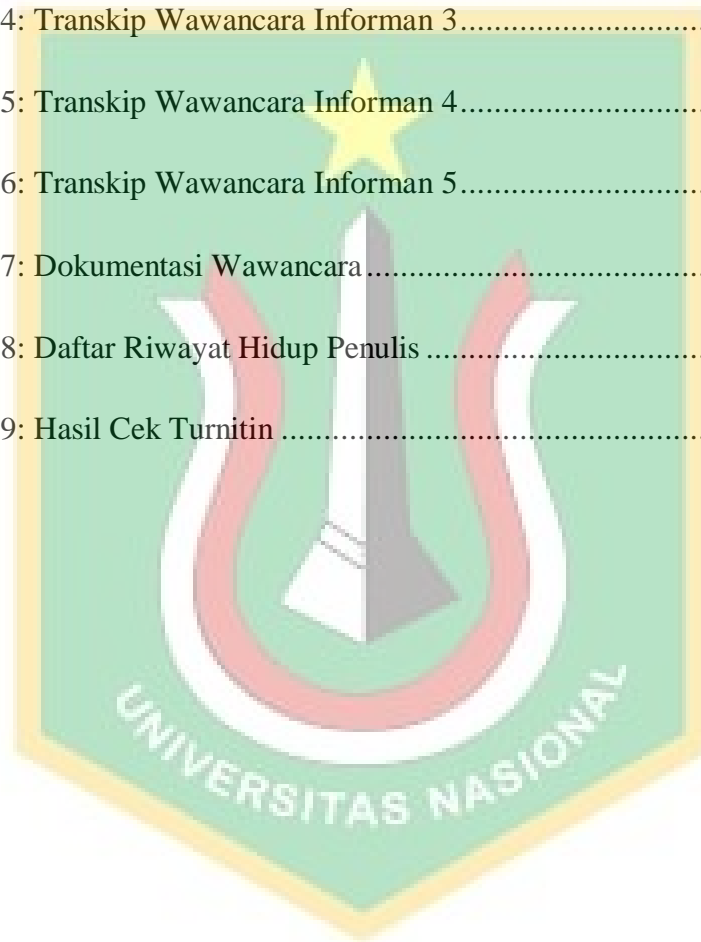 4: Transkip Wawancara Informan 3..............................
5: Transkip Wawancara Informan 4..............................
6: Transkip Wawancara Informan 5..............................
7: Dokumentasi Wawancara..........................................
8: Daftar Riwayat Hidup Penulis ...................................
9: Hasil Cek Turnitin .....................................................
UNIVERSITAS NASIONAL